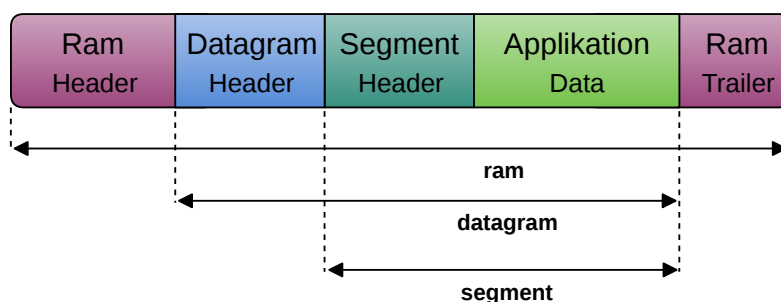 Ram Header
Datagram Header
Segment Header
Applikation Data
Ram Trailer
ram
datagram
segment